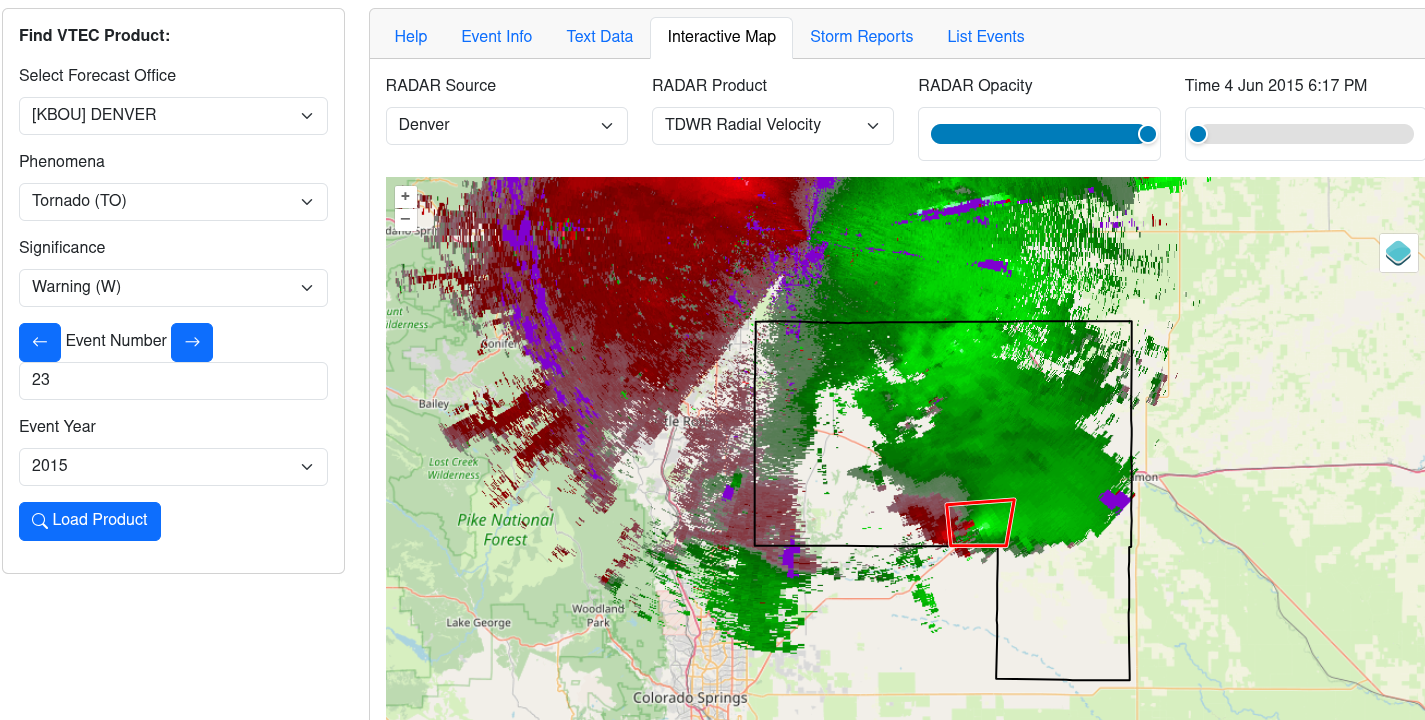 Find VTEC Product:
Select Forecast Office
[KBOU] DENVER
Phenomena
Tornado (TO)
Significance
Warning (W)
Event Number
23
Event Year
2015
Load Product
Help Event Info Text Data Interactive Map Storm Reports List Events
RADAR Source RADAR Product RADAR Opacity Time 4 Jun 2015 6:17 PM
Denver TDWR Radial Velocity
+
−
Wilderness
Conifer
Bailey
Lost Creek
Wilderness
Pike National
Forest
Woodland
Park
Lake George
Colorado Springs